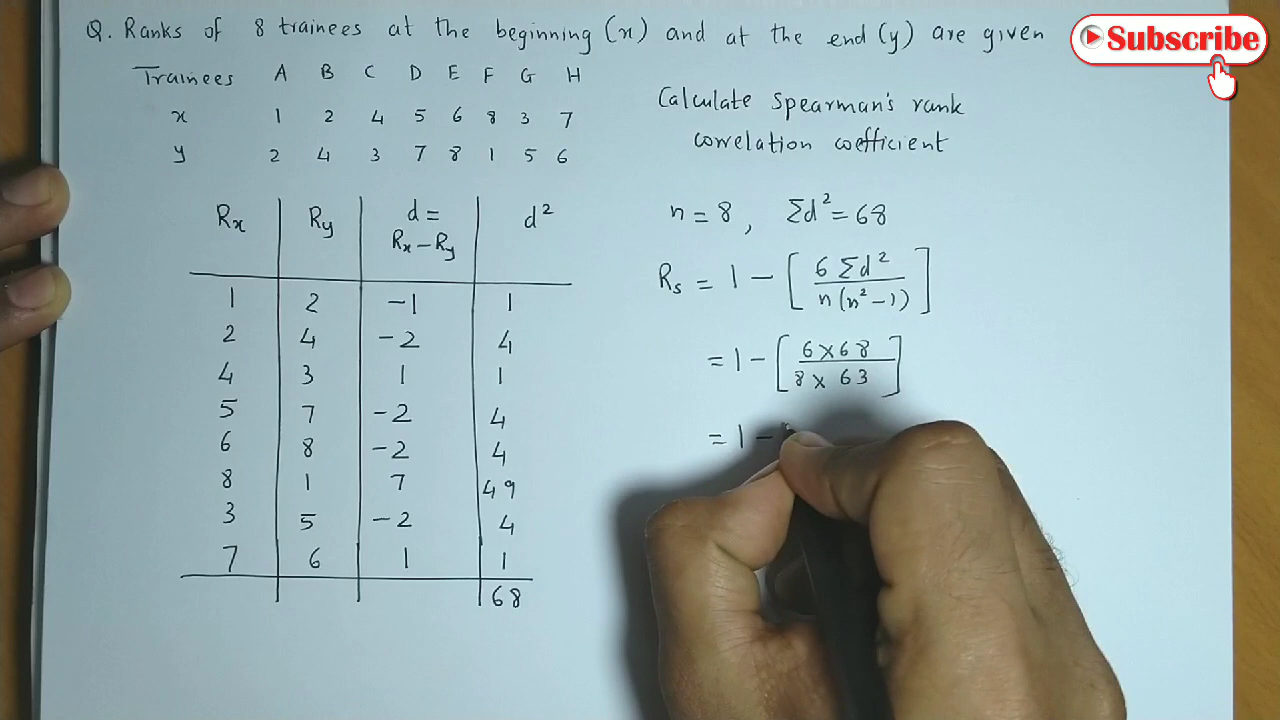 Q. Ranks of 8 trainees at the beginning (x) and at the end (y) are given
Subscribe
Trainees A B C D E F G H
x 1 2 4 5 6 8 3 7
y 2 4 3 7 8 1 5 6
Calculate Spearman's rank
correlation coefficient
Rx Ry d = Rx – Ry d²
1 2 –1 1
2 4 –2 4
4 3 1 1
5 7 –2 4
6 8 –2 4
8 1 7 49
3 5 –2 4
7 6 1 1
68
n = 8 , Σd² = 68
Rs = 1 – [ 6 Σd² / n(n² – 1) ]
= 1 – [ 6 × 68 / 8 × 63 ]
= 1 –